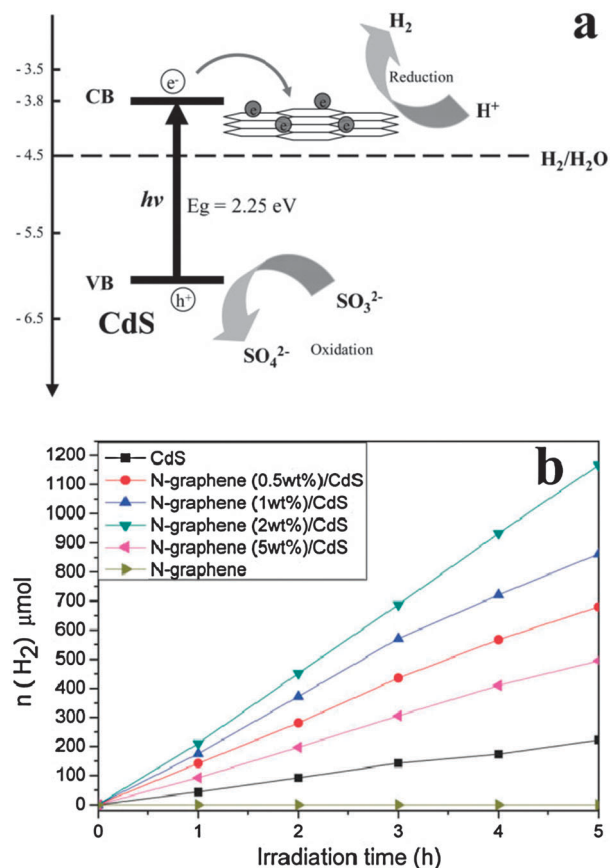 a
H₂
-3.5
Reduction
e⁻
CB
-3.8
e e e e
H⁺
-4.5
H₂/H₂O
hν
Eg = 2.25 eV
-5.5
VB
h⁺
SO₃²⁻
CdS
-6.5
SO₄²⁻
Oxidation
b
CdS
N-graphene (0.5wt%)/CdS
N-graphene (1wt%)/CdS
N-graphene (2wt%)/CdS
N-graphene (5wt%)/CdS
N-graphene
1200
1100
1000
900
800
700
600
500
400
300
200
100
0
n (H₂) μmol
0 1 2 3 4 5
Irradiation time (h)